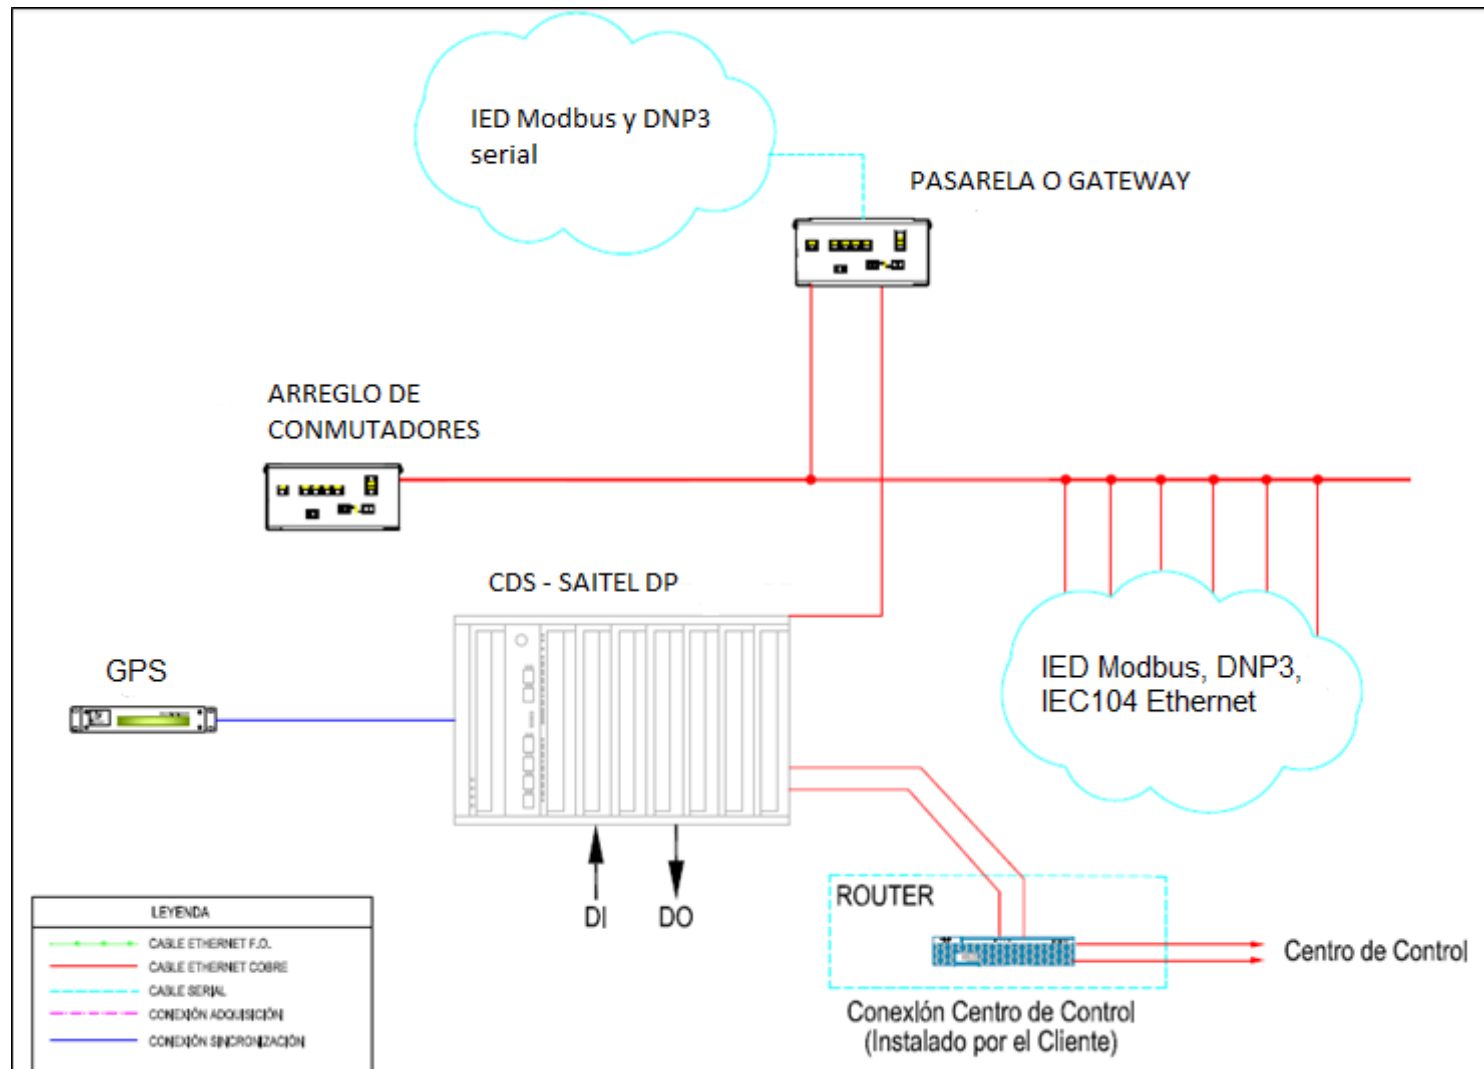 IED Modbus y DNP3
serial
PASARELA O GATEWAY
ARREGLO DE
CONMUTADORES
CDS - SAITEL DP
GPS
IED Modbus, DNP3,
IEC104 Ethernet
DI
DO
ROUTER
Centro de Control
Conexión Centro de Control
(Instalado por el Cliente)
LEYENDA
CABLE ETHERNET F.O.
CABLE ETHERNET COBRE
CABLE SERIAL
CONEXIÓN ADQUISICIÓN
CONEXIÓN SINCRONIZACIÓN